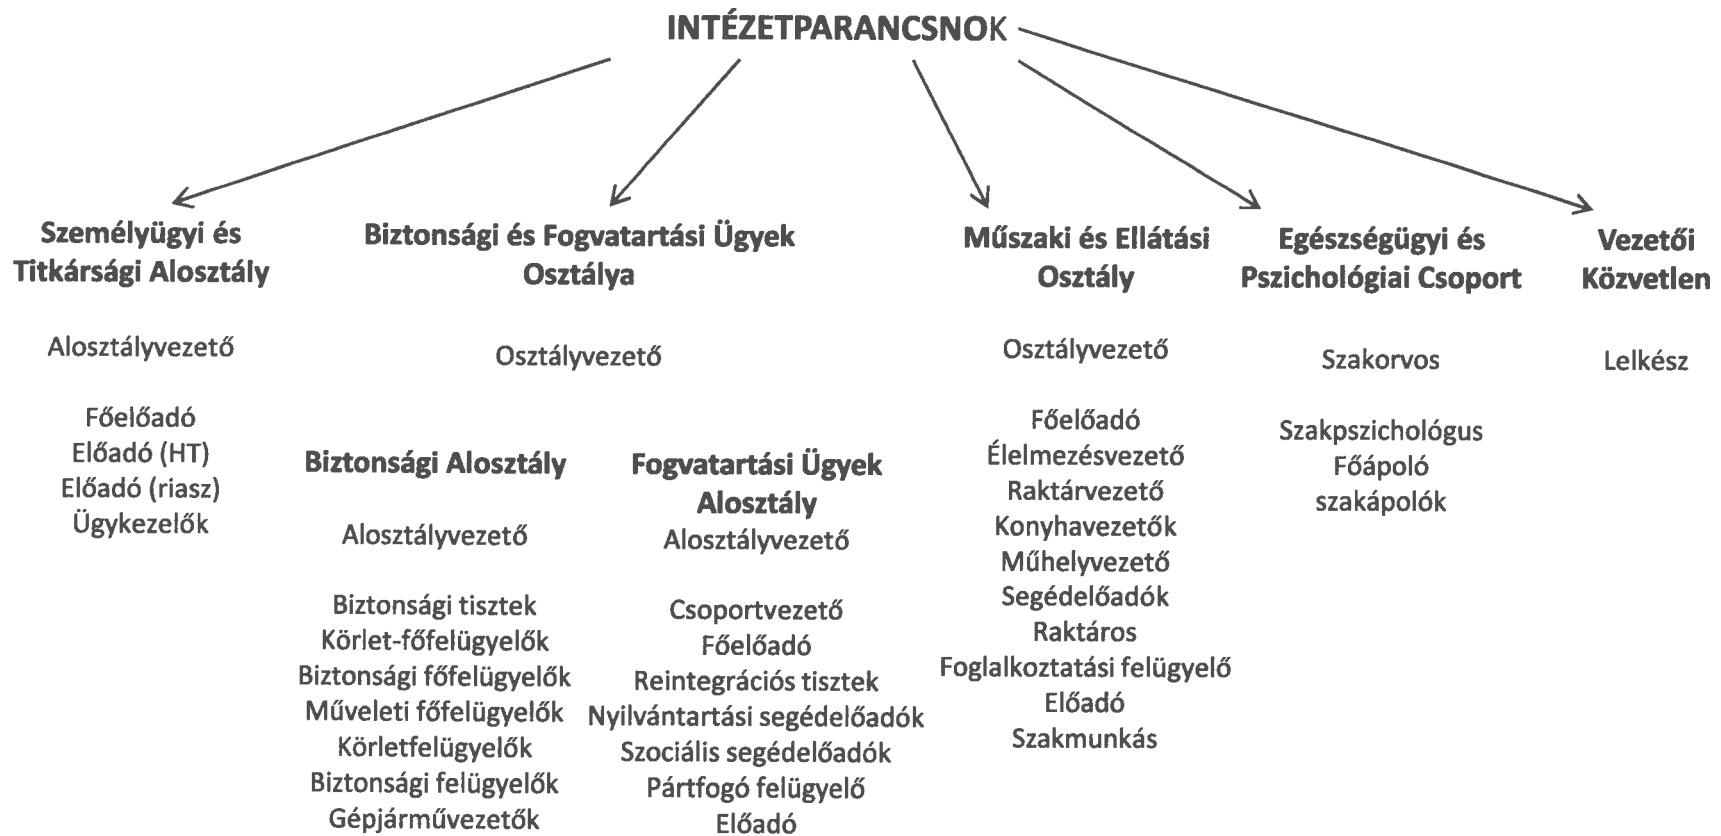 INTÉZETPARANCSNOK
Személyügyi és
Titkársági Alosztály
Alosztályvezető
Főelőadó
Előadó (HT)
Előadó (riasz)
Ügykezelők
Biztonsági és Fogvatartási Ügyek
Osztálya
Osztályvezető
Biztonsági Alosztály
Alosztályvezető
Biztonsági tisztek
Körlet-főfelügyelők
Biztonsági főfelügyelők
Műveleti főfelügyelők
Körletfelügyelők
Biztonsági felügyelők
Gépjárművezetők
Fogvatartási Ügyek
Alosztály
Alosztályvezető
Csoportvezető
Főelőadó
Reintegrációs tisztek
Nyilvántartási segédelőadók
Szociális segédelőadók
Pártfogó felügyelő
Előadó
Műszaki és Ellátási
Osztály
Osztályvezető
Főelőadó
Élelmezésvezető
Raktárvezető
Konyhavezetők
Műhelyvezető
Segédelőadók
Raktáros
Foglalkoztatási felügyelő
Előadó
Szakmunkás
Egészségügyi és
Pszichológiai Csoport
Szakorvos
Szakpszichológus
Főápoló
szakápolók
Vezetői
Közvetlen
Lelkész